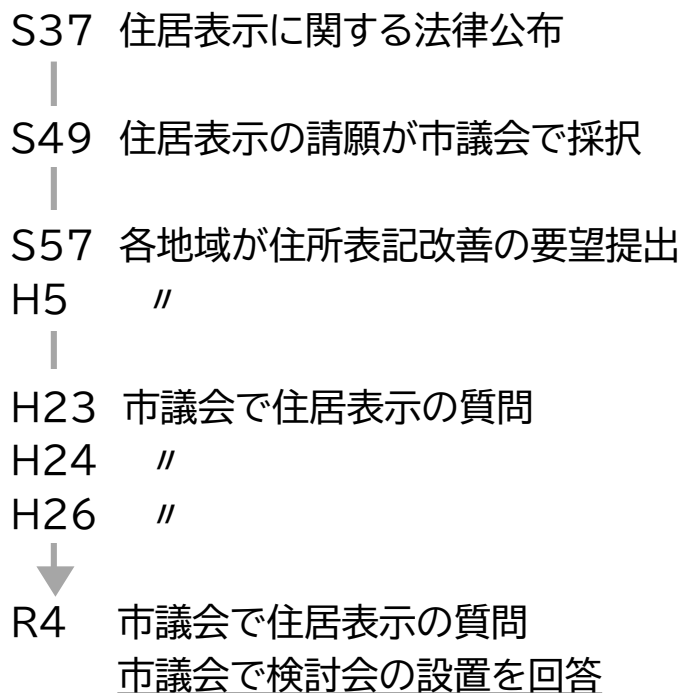 S37 住居表示に関する法律公布
S49 住居表示の請願が市議会で採択
S57 各地域が住所表記改善の要望提出
H5 〃
H23 市議会で住居表示の質問
H24 〃
H26 〃
R4 市議会で住居表示の質問
市議会で検討会の設置を回答